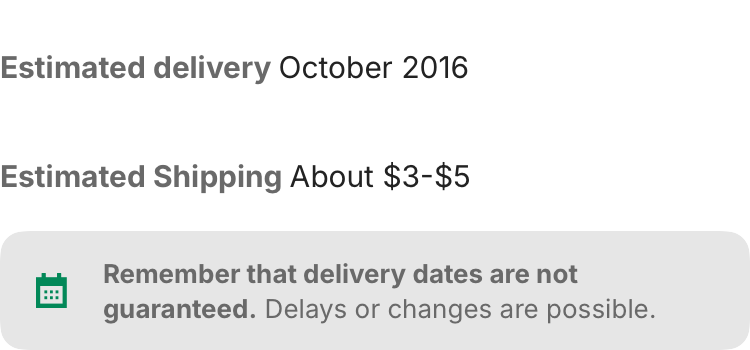 Estimated delivery October 2016
Estimated Shipping About $3-$5
Remember that delivery dates are not
guaranteed. Delays or changes are possible.